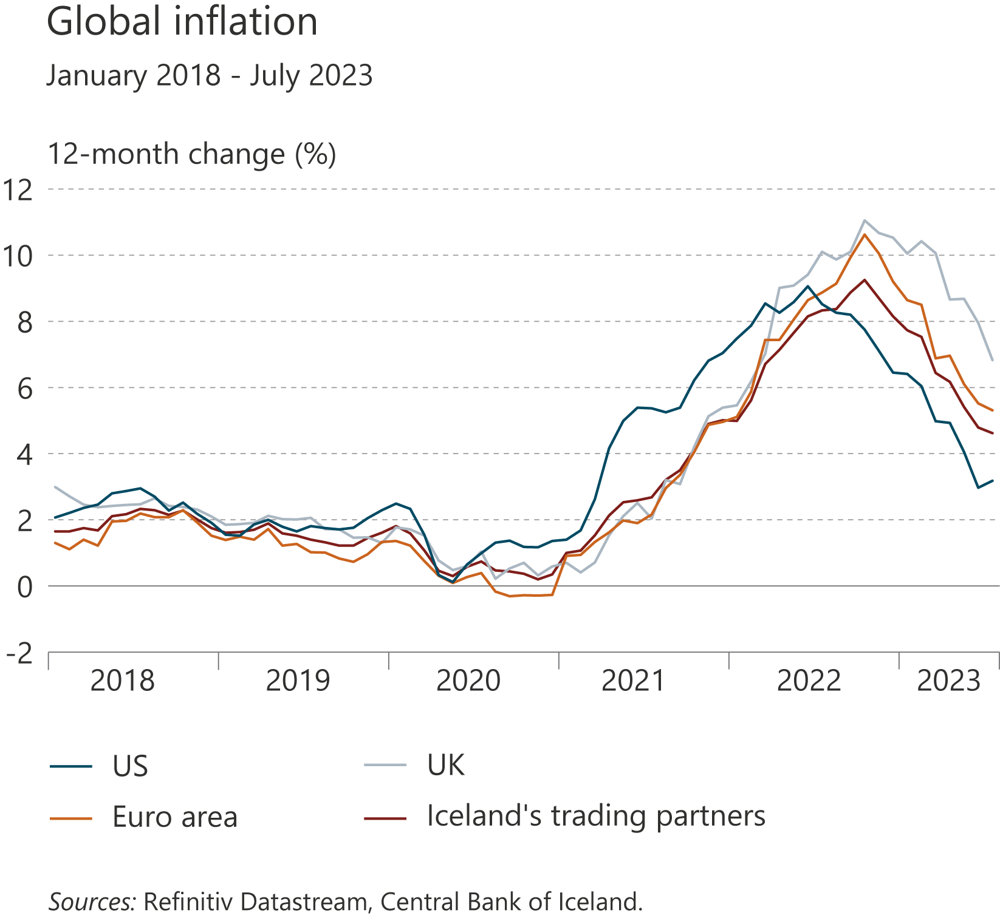 Global inflation
January 2018 - July 2023
12-month change (%)
12
10
8
6
4
2
0
-2
2018 2019 2020 2021 2022 2023
US UK
Euro area Iceland's trading partners
Sources: Refinitiv Datastream, Central Bank of Iceland.